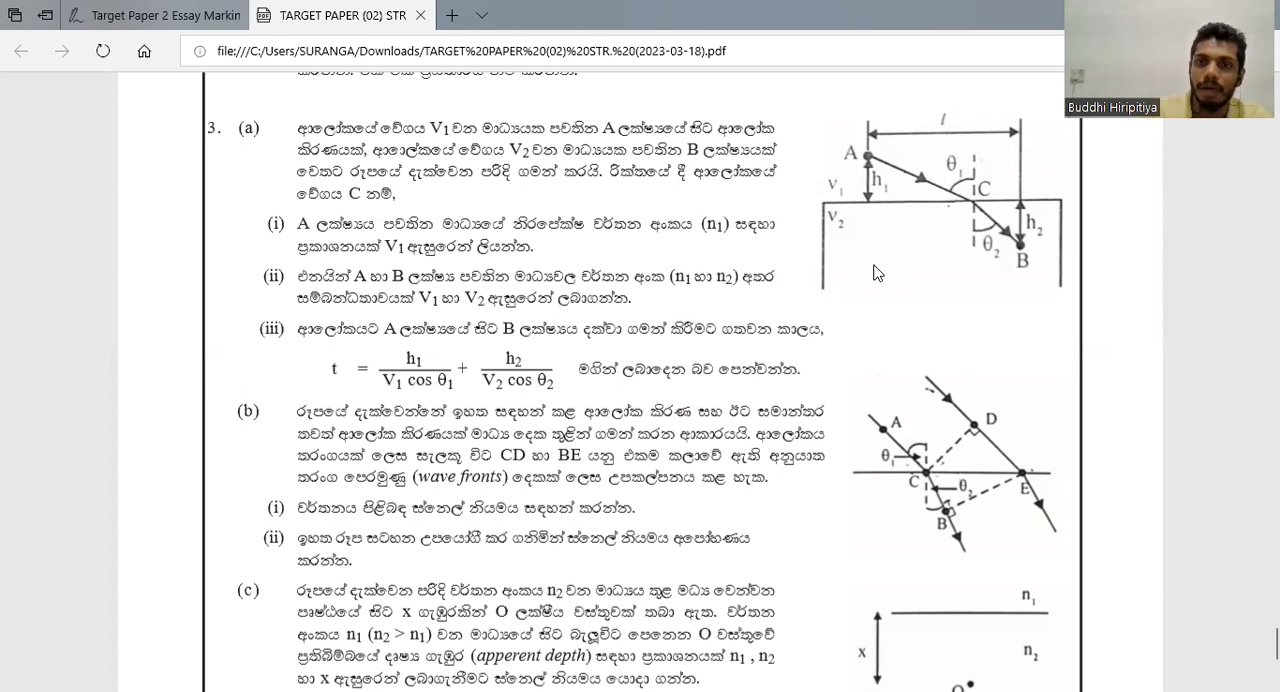 Target Paper 2 Essay Markin
TARGET PAPER (02) STR
file:///C:/Users/SURANGA/Downloads/TARGET%20PAPER%20(02)%20STR.%20(2023-03-18).pdf
Buddhi Hiripitiya
3. (a) ආලෝකයේ වේගය V1 වන මාධ්‍යයක පවතින A ලක්ෂ්‍යයේ සිට ආලෝක
කිරණයක්, ආලෝකයේ වේගය V2 වන මාධ්‍යයක පවතින B ලක්ෂ්‍යයක්
වෙතට රූපයේ දැක්වෙන පරිදි ගමන් කරයි. රික්තයේ දී ආලෝකයේ
වේගය C නම්,
(i) A ලක්ෂ්‍යය පවතින මාධ්‍යයේ නිරපේක්ෂ වර්තන අංකය (n1) සඳහා
ප්‍රකාශනයක් V1 ඇසුරෙන් ලියන්න.
(ii) එනයින් A හා B ලක්ෂ්‍ය පවතින මාධ්‍යවල වර්තන අංක (n1 හා n2) අතර
සම්බන්ධතාවයක් V1 හා V2 ඇසුරෙන් ලබාගන්න.
(iii) ආලෝකයට A ලක්ෂ්‍යයේ සිට B ලක්ෂ්‍යය දක්වා ගමන් කිරීමට ගතවන කාලය,
t = h1 / V1 cos θ1 + h2 / V2 cos θ2 මගින් ලබාදෙන බව පෙන්වන්න.
(b) රූපයේ දැක්වෙන්නේ ඉහත සඳහන් කළ ආලෝක කිරණ සහ ඊට සමාන්තර
තවත් ආලෝක කිරණයක් මාධ්‍ය දෙක තුළින් ගමන් කරන ආකාරයයි. ආලෝකය
තරංගයක් ලෙස සැලකූ විට CD හා BE යනු එකම කලාවේ ඇති අනුයාත
තරංග පෙරමුණු (wave fronts) දෙකක් ලෙස උපකල්පනය කළ හැක.
(i) වර්තනය පිළිබඳ ස්නෙල් නියමය සඳහන් කරන්න.
(ii) ඉහත රූප සටහන උපයෝගී කර ගනිමින් ස්නෙල් නියමය අපෝහණය
කරන්න.
(c) රූපයේ දැක්වෙන පරිදි වර්තන අංකය n2 වන මාධ්‍යය තුළ මධ්‍ය වෙන්වන
පෘෂ්ඨයේ සිට x ගැඹුරකින් O ලක්ෂීය වස්තුවක් තබා ඇත. වර්තන
අංකය n1 (n2 > n1) වන මාධ්‍යයේ සිට බැලූවිට පෙනෙන O වස්තුවේ
ප්‍රතිබිම්බයේ දෘෂ්‍ය ගැඹුර (apperent depth) සඳහා ප්‍රකාශනයක් n1 , n2
හා x ඇසුරෙන් ලබාගැනීමට ස්නෙල් නියමය යොදා ගන්න.
l
A
θ1
V1 h1 C
V2
h2
θ2
B
A D
θ1
C θ2 E
B
n1
x n2
O